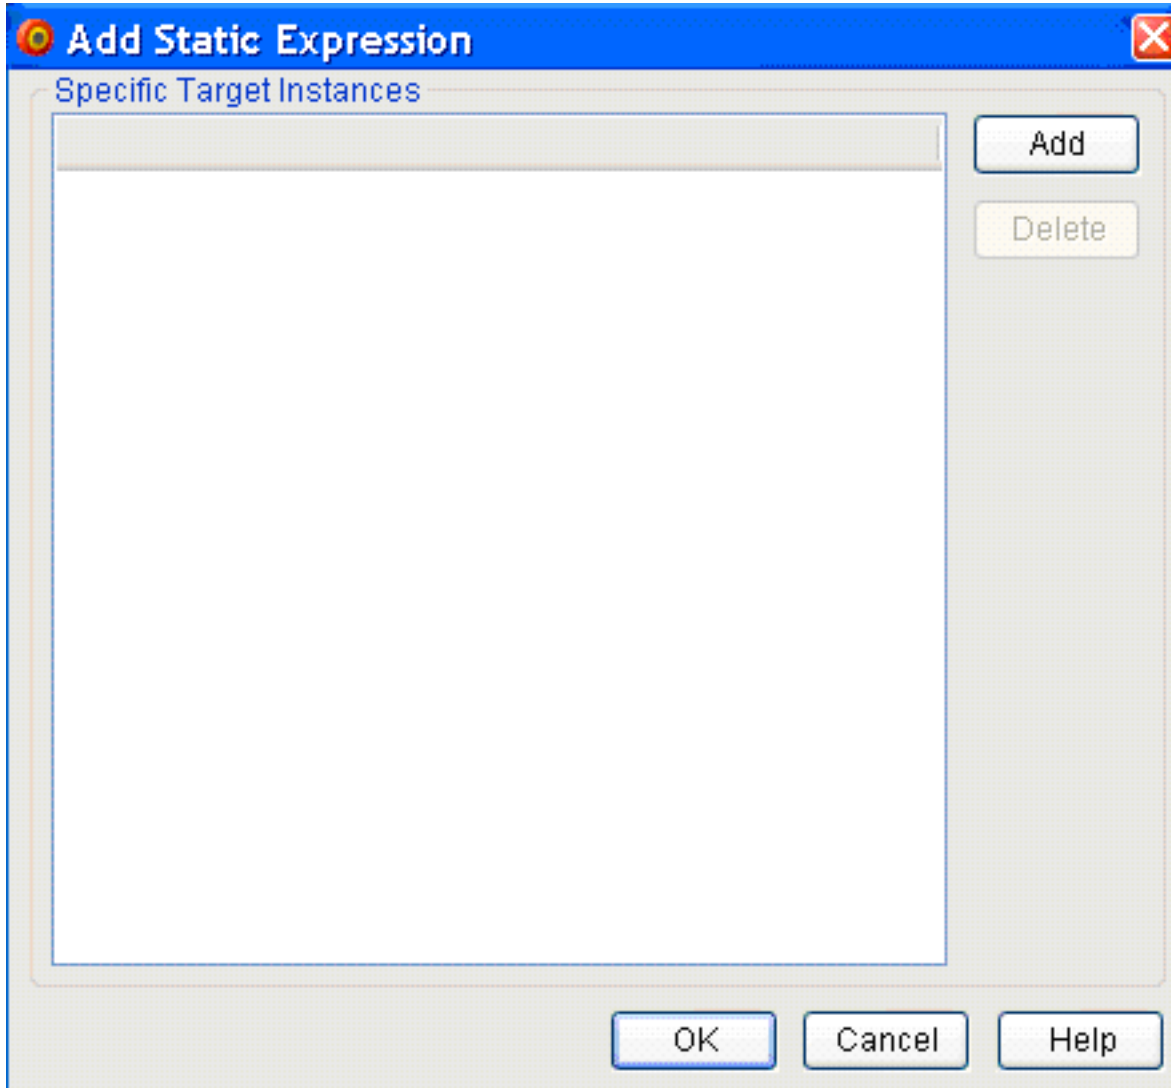 Add Static Expression
Specific Target Instances
Add
Delete
OK
Cancel
Help